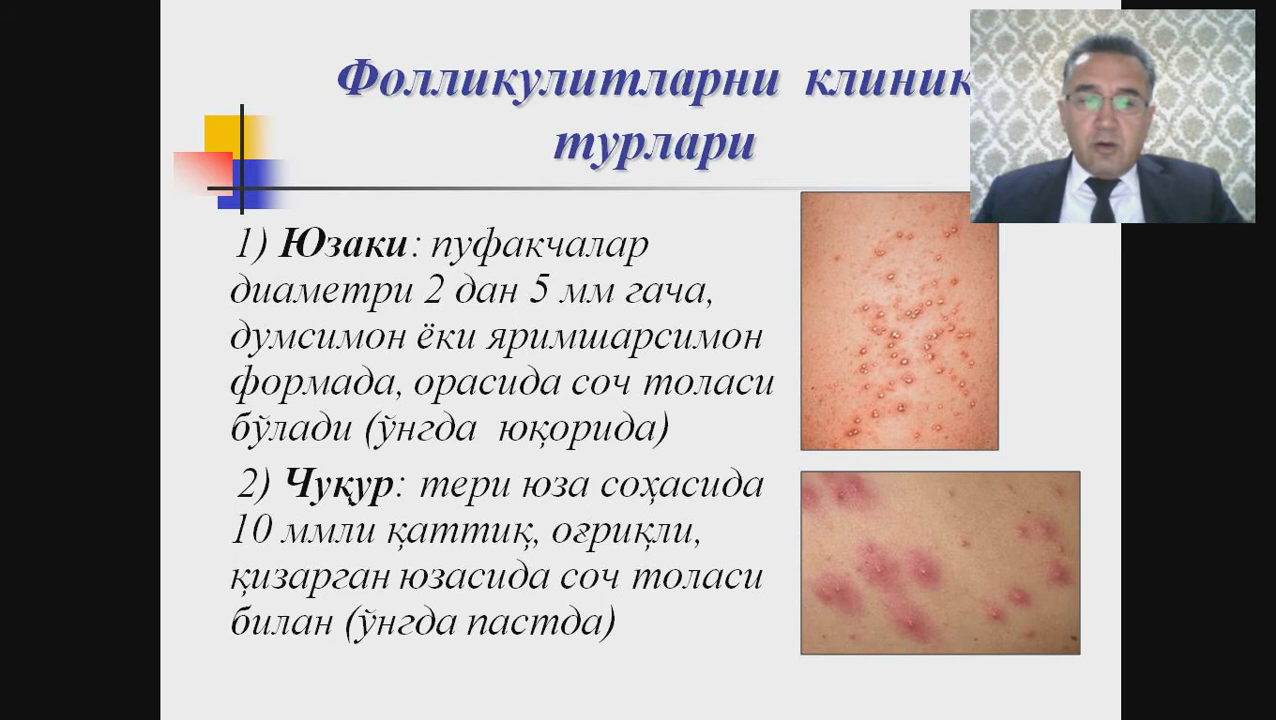 Фолликулитларни клиник
турлари
1) Юзаки: пуфакчалар
диаметри 2 дан 5 мм гача,
думсимон ёки яримшарсимон
формада, орасида соч толаси
бўлади (ўнгда юқорида)
2) Чуқур: тери юза соҳасида
10 ммли қаттиқ, оғриқли,
қизарган юзасида соч толаси
билан (ўнгда пастда)